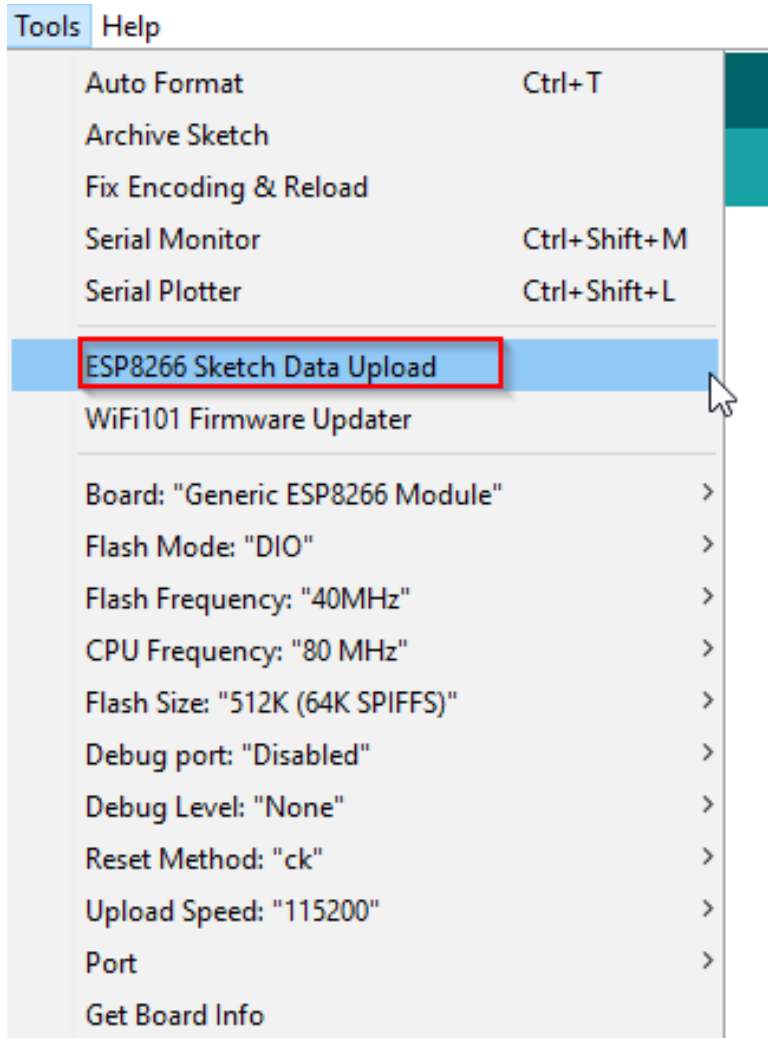 Tools Help
Auto Format Ctrl+T
Archive Sketch
Fix Encoding & Reload
Serial Monitor Ctrl+Shift+M
Serial Plotter Ctrl+Shift+L
ESP8266 Sketch Data Upload
WiFi101 Firmware Updater
Board: "Generic ESP8266 Module"
Flash Mode: "DIO"
Flash Frequency: "40MHz"
CPU Frequency: "80 MHz"
Flash Size: "512K (64K SPIFFS)"
Debug port: "Disabled"
Debug Level: "None"
Reset Method: "ck"
Upload Speed: "115200"
Port
Get Board Info